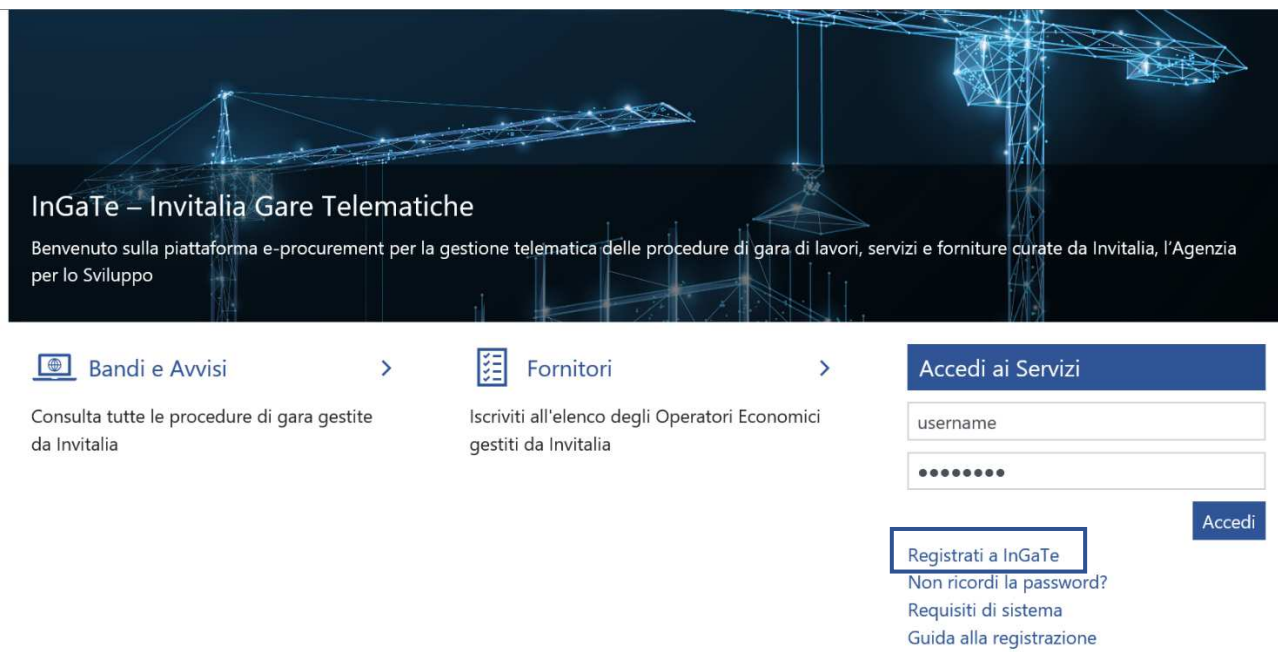 InGaTe – Invitalia Gare Telematiche
Benvenuto sulla piattaforma e-procurement per la gestione telematica delle procedure di gara di lavori, servizi e forniture curate da Invitalia, l’Agenzia
per lo Sviluppo
Bandi e Avvisi
Consulta tutte le procedure di gara gestite
da Invitalia
Fornitori
Iscriviti all'elenco degli Operatori Economici
gestiti da Invitalia
Accedi ai Servizi
username
●●●●●●●●
Accedi
Registrati a InGaTe
Non ricordi la password?
Requisiti di sistema
Guida alla registrazione